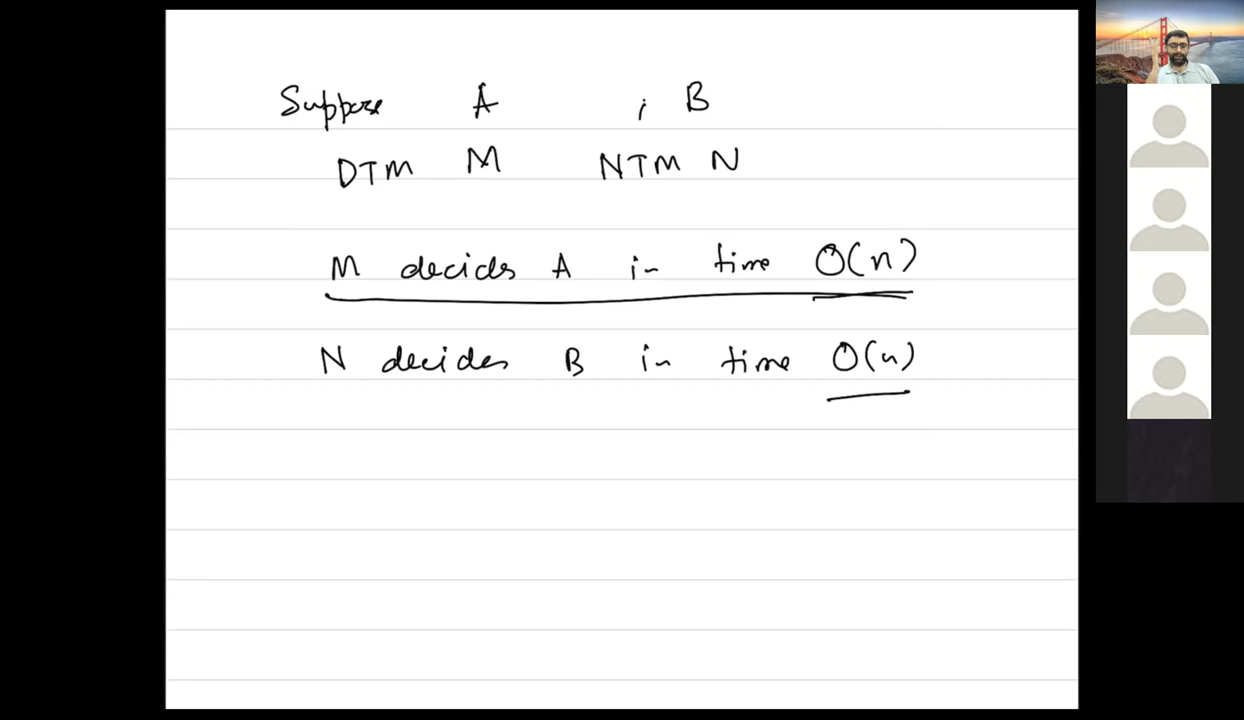 Suppose A ; B
DTM M NTM N
M decides A in time O(n)
N decides B in time O(n)